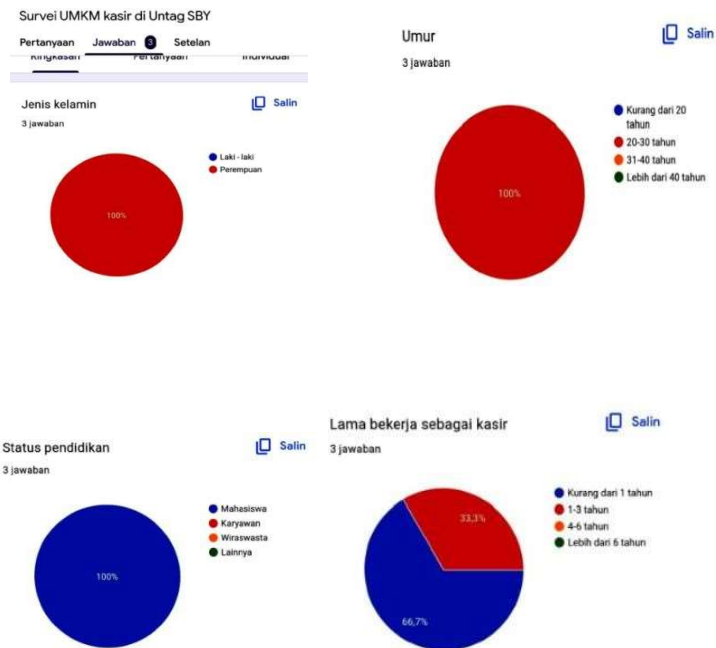 Survei UMKM kasir di Untag SBY
Pertanyaan Jawaban 3 Setelan
Ringkasan Pertanyaan Individual
Jenis kelamin Salin
3 jawaban
Laki - laki
Perempuan
100%
Umur Salin
3 jawaban
Kurang dari 20
tahun
20-30 tahun
31-40 tahun
Lebih dari 40 tahun
100%
Status pendidikan Salin
3 jawaban
Mahasiswa
Karyawan
Wiraswasta
Lainnya
100%
Lama bekerja sebagai kasir Salin
3 jawaban
Kurang dari 1 tahun
1-3 tahun
4-6 tahun
Lebih dari 6 tahun
33,3%
66,7%